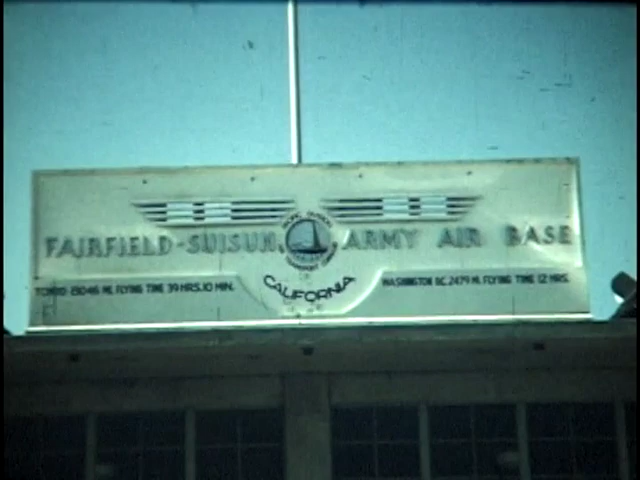 FAIRFIELD-SUISUN, ARMY AIR BASE
CALIFORNIA
TOKYO 8046 MI. FLYING TIME 39 HRS. 10 MIN.
WASHINGTON D.C. 2479 MI. FLYING TIME 12 HRS.